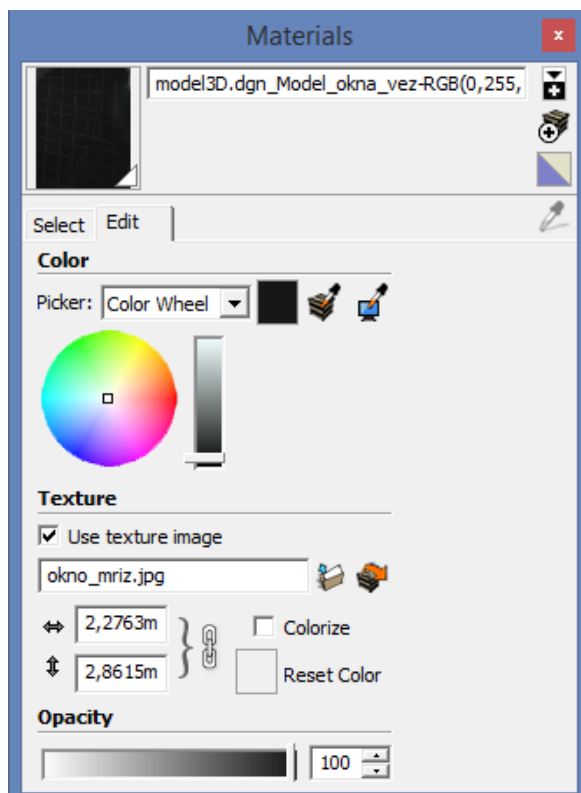 Materials
x
model3D.dgn_Model_okna_vez-RGB(0,255,
Select Edit
Color
Picker: Color Wheel
Texture
Use texture image
okno_mriz.jpg
2,2763m
Colorize
2,8615m
Reset Color
Opacity
100